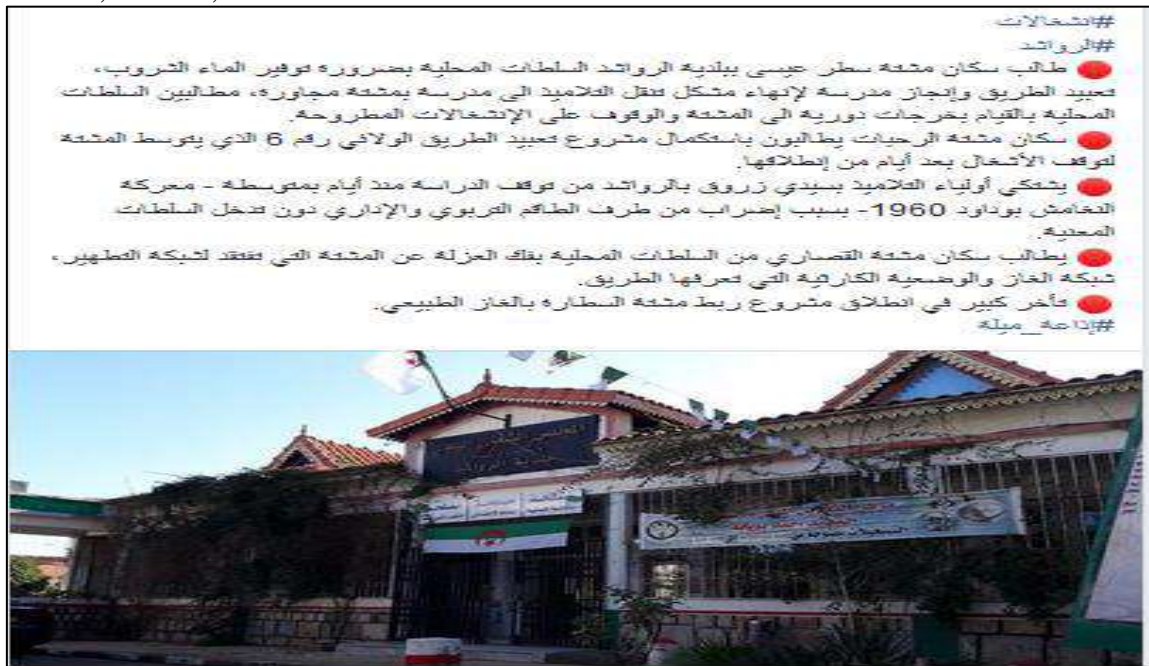 #انشغالات
#الرواشد
🔴 طالب سكان مشتة سطر عيسى ببلدية الرواشد السلطات المحلية بضرورة توفير الماء الشروب،
تعبيد الطريق وإنجاز مدرسة لإنهاء مشكل تنقل التلاميذ الى مدرسة بمشتة مجاورة، مطالبين السلطات
المحلية بالقيام بخرجات دورية الى المشتة والوقوف على الإنشغالات المطروحة.
🔴 سكان مشتة الرحبات يطالبون باستكمال مشروع تعبيد الطريق الولائي رقم 6 الذي يتوسط المشتة
لتوقف الأشغال بعد أيام من إنطلاقها.
🔴 يشتكي أولياء التلاميذ بسيدي زروق بالرواشد من توقف الدراسة منذ أيام بمتوسطة - معركة
النغامش بوداود 1960- بسبب إضراب من طرف الطاقم التربوي والإداري دون تدخل السلطات
المعنية.
🔴 يطالب سكان مشتة القصاري من السلطات المحلية بفك العزلة عن المشتة التي تفتقد لشبكة التطهير،
شبكة الغاز والوضعية الكارثية التي تعرفها الطريق.
🔴 تأخر كبير في انطلاق مشروع ربط مشتة السطارة بالغاز الطبيعي.
#إذاعة_ميلة